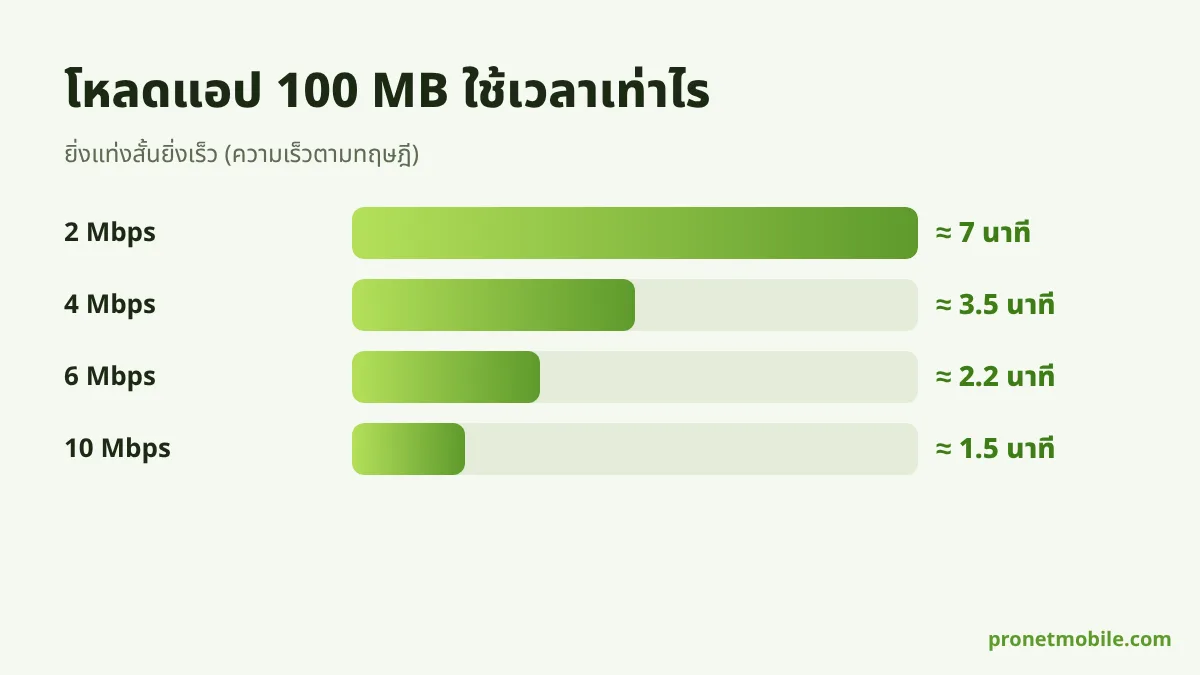 โหลดแอป 100 MB ใช้เวลาเท่าไร
ยิ่งแท่งสั้นยิ่งเร็ว (ความเร็วตามทฤษฎี)
2 Mbps ≈ 7 นาที
4 Mbps ≈ 3.5 นาที
6 Mbps ≈ 2.2 นาที
10 Mbps ≈ 1.5 นาที
pronetmobile.com